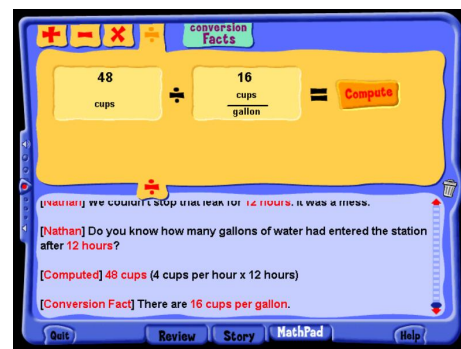 conversion
Facts
48
cups
÷
16
cups
gallon
=
Compute
[Nathan] We couldn't stop that leak for 12 hours. It was a mess.
[Nathan] Do you know how many gallons of water had entered the station
after 12 hours?
[Computed] 48 cups (4 cups per hour x 12 hours)
[Conversion Fact] There are 16 cups per gallon.
Quit
Review
Story
MathPad
Help